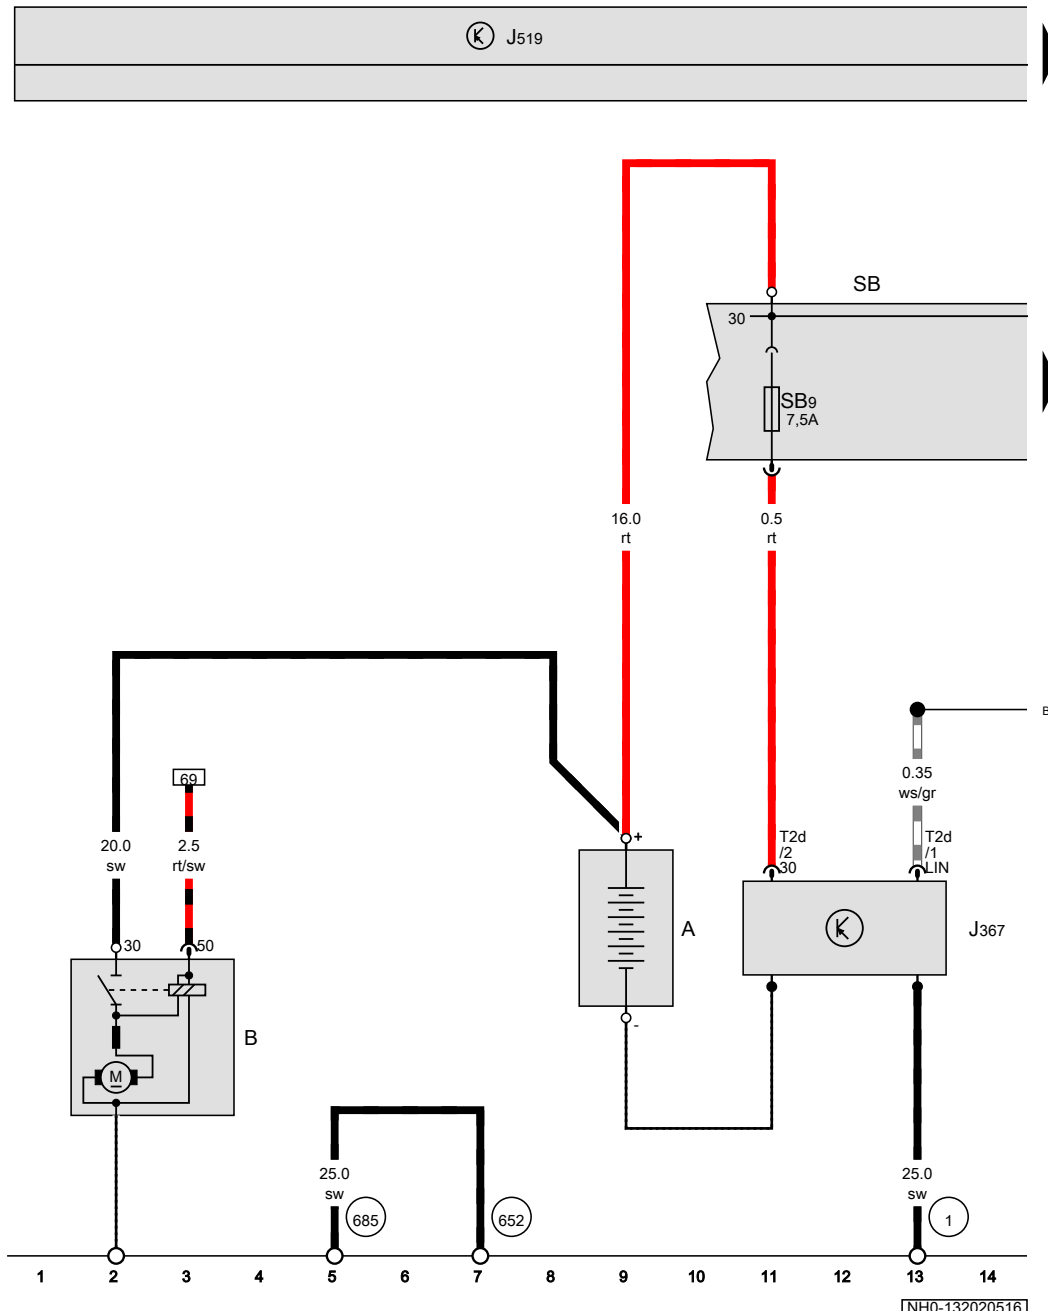 J519
SB
30
SB9
7,5A
16.0
rt
0.5
rt
B
69
0.35
ws/gr
20.0
sw
2.5
rt/sw
+
T2d
/2
30
T2d
/1
LIN
A
J367
30
50
-
B
M
25.0
sw
25.0
sw
685
652
1
1 2 3 4 5 6 7 8 9 10 11 12 13 14
NH0-132020516